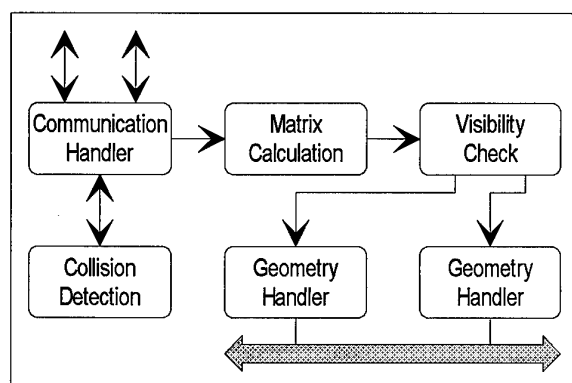 Communication
Handler
Matrix
Calculation
Visibility
Check
Collision
Detection
Geometry
Handler
Geometry
Handler